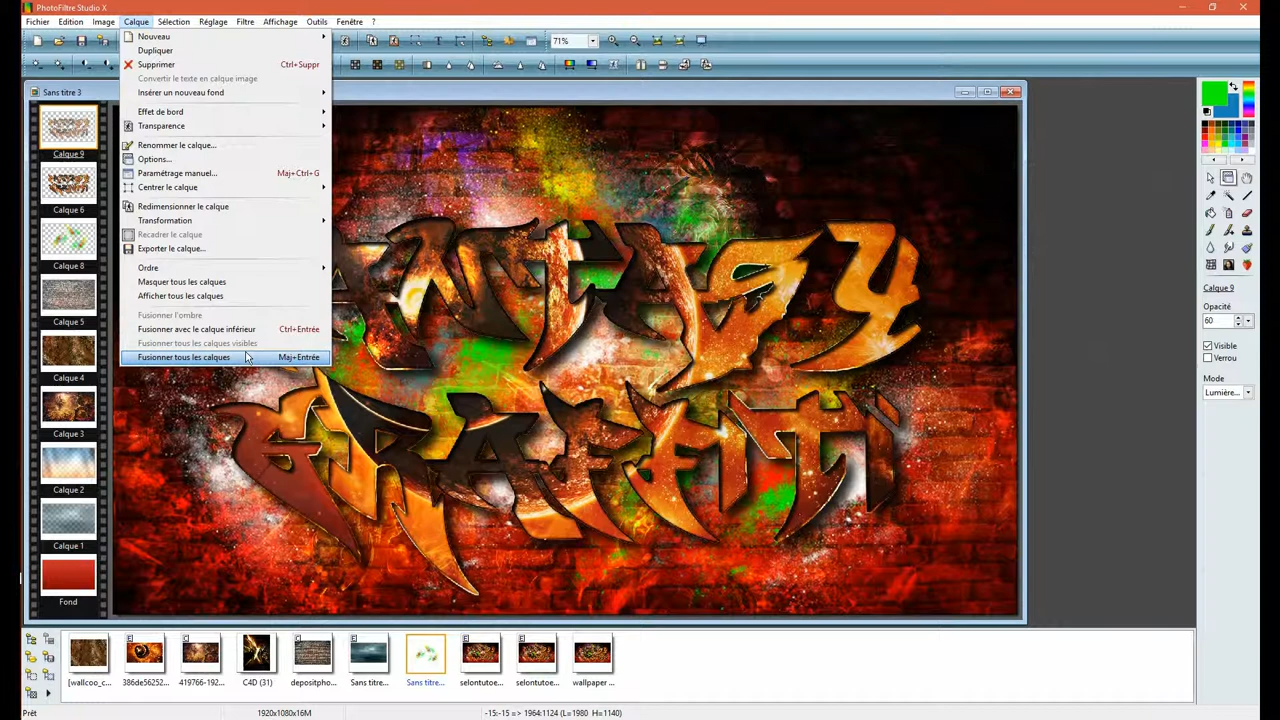 PhotoFiltre Studio X
Fichier Edition Image Calque Sélection Réglage Filtre Affichage Outils Fenêtre ?
71%
Nouveau
Dupliquer
Supprimer Ctrl+Suppr
Convertir le texte en calque image
Insérer un nouveau fond
Effet de bord
Transparence
Renommer le calque...
Options...
Paramétrage manuel... Maj+Ctrl+G
Centrer le calque
Redimensionner le calque
Transformation
Recadrer le calque
Exporter le calque...
Ordre
Masquer tous les calques
Afficher tous les calques
Fusionner l'ombre
Fusionner avec le calque inférieur Ctrl+Entrée
Fusionner tous les calques visibles
Fusionner tous les calques Maj+Entrée
Sans titre 3
Calque 9
Calque 6
Calque 8
Calque 5
Calque 4
Calque 3
Calque 2
Calque 1
Fond
GRAFFITI
Calque 9
Opacité
60
Visible
Verrou
Mode
Lumière...
[wallcoo_c... 386de56252... 419766-192... C4D (31) depositpho... Sans titre... Sans titre... selontutoe... selontutoe... wallpaper ...
Prêt 1920x1080x16M -15:-15 => 1964:1124 (L=1980 H=1140)